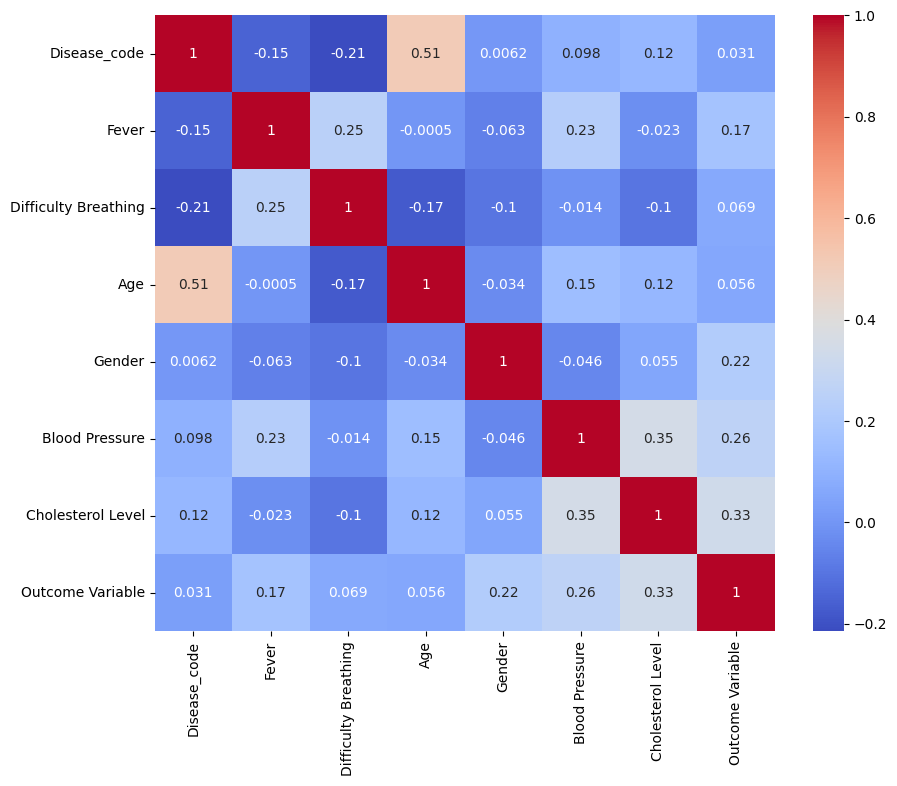 Disease_code 1 -0.15 -0.21 0.51 0.0062 0.098 0.12 0.031
Fever -0.15 1 0.25 -0.0005 -0.063 0.23 -0.023 0.17
Difficulty Breathing -0.21 0.25 1 -0.17 -0.1 -0.014 -0.1 0.069
Age 0.51 -0.0005 -0.17 1 -0.034 0.15 0.12 0.056
Gender 0.0062 -0.063 -0.1 -0.034 1 -0.046 0.055 0.22
Blood Pressure 0.098 0.23 -0.014 0.15 -0.046 1 0.35 0.26
Cholesterol Level 0.12 -0.023 -0.1 0.12 0.055 0.35 1 0.33
Outcome Variable 0.031 0.17 0.069 0.056 0.22 0.26 0.33 1
Disease_code
Fever
Difficulty Breathing
Age
Gender
Blood Pressure
Cholesterol Level
Outcome Variable
1.0
0.8
0.6
0.4
0.2
0.0
−0.2